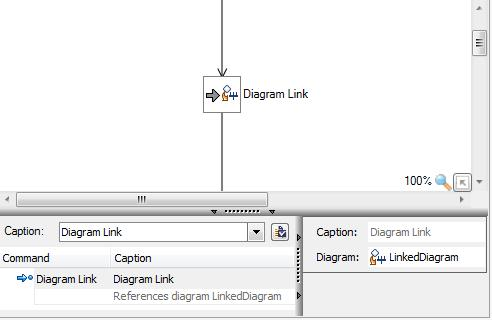 Diagram Link
100%
Caption: Diagram Link
Command Caption
Diagram Link Diagram Link
References diagram LinkedDiagram
Caption: Diagram Link
Diagram: LinkedDiagram